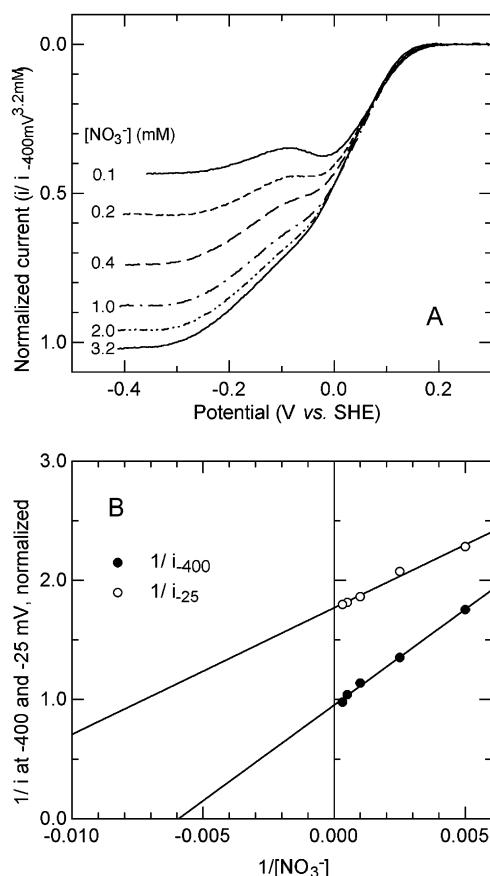 0.0
0.5
1.0
Normalized current (i/ i -400mV 3.2mM)
[NO3-] (mM)
0.1
0.2
0.4
1.0
2.0
3.2
A
-0.4 -0.2 0.0 0.2
Potential (V vs. SHE)
3.0
2.0
1.0
0.0
1/ i at -400 and -25 mV, normalized
B
1/ i-400
1/ i-25
-0.010 -0.005 0.000 0.005
1/[NO3-]